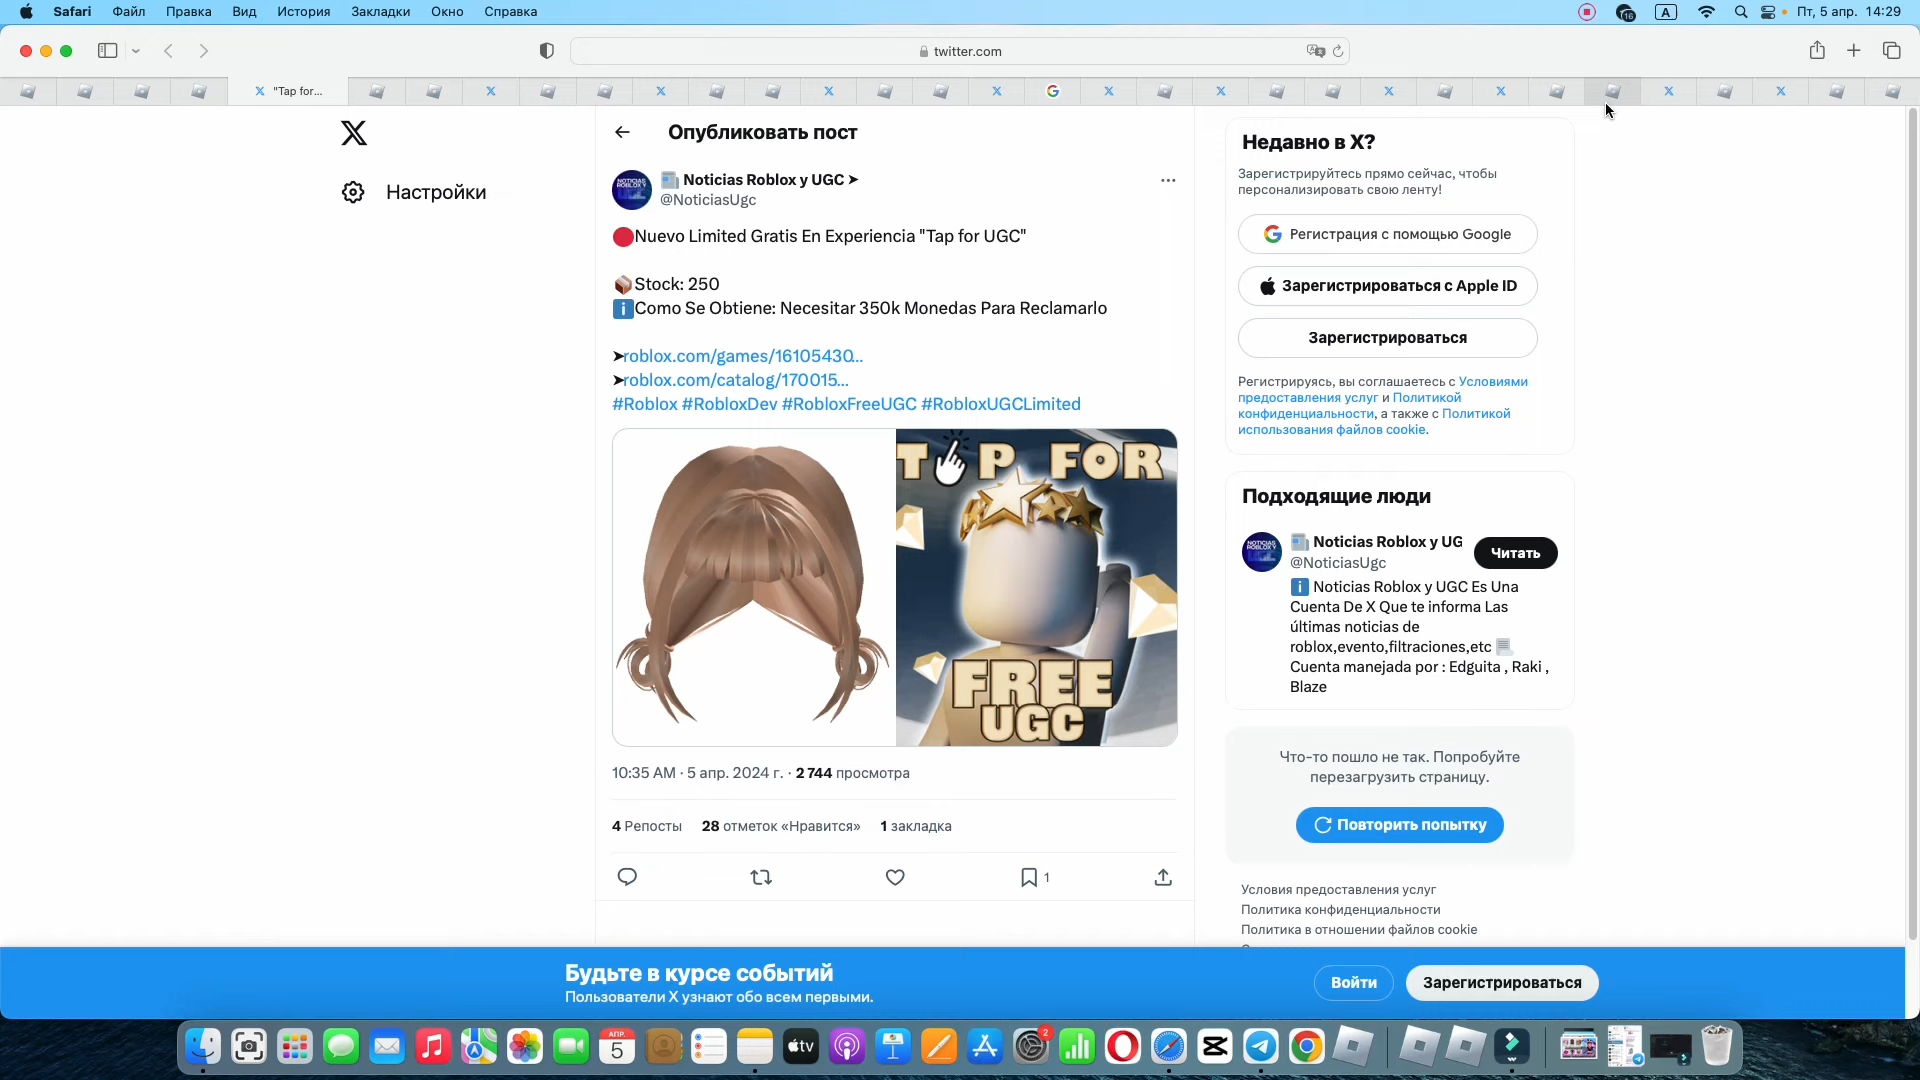 Safari Файл Правка Вид История Закладки Окно Справка
16 A Пт, 5 апр. 14:29
twitter.com
"Tap for...
Опубликовать пост
Настройки
Noticias Roblox y UGC ➤
@NoticiasUgc
Nuevo Limited Gratis En Experiencia "Tap for UGC"
Stock: 250
Como Se Obtiene: Necesitar 350k Monedas Para Reclamarlo
➤roblox.com/games/16105430...
➤roblox.com/catalog/170015...
#Roblox #RobloxDev #RobloxFreeUGC #RobloxUGCLimited
TAP FOR
FREE
UGC
10:35 AM · 5 апр. 2024 г. · 2 744 просмотра
4 Репосты 28 отметок «Нравится» 1 закладка
1
Недавно в X?
Зарегистрируйтесь прямо сейчас, чтобы
персонализировать свою ленту!
Регистрация с помощью Google
Зарегистрироваться с Apple ID
Зарегистрироваться
Регистрируясь, вы соглашаетесь с Условиями
предоставления услуг и Политикой
конфиденциальности, а также с Политикой
использования файлов cookie.
Подходящие люди
Noticias Roblox y UG
@NoticiasUgc
Читать
Noticias Roblox y UGC Es Una
Cuenta De X Que te informa Las
últimas noticias de
roblox,evento,filtraciones,etc
Cuenta manejada por : Edguita , Raki ,
Blaze
Что-то пошло не так. Попробуйте
перезагрузить страницу.
Повторить попытку
Условия предоставления услуг
Политика конфиденциальности
Политика в отношении файлов cookie
Будьте в курсе событий
Пользователи X узнают обо всем первыми.
Войти
Зарегистрироваться
АПР.
5
tv
2